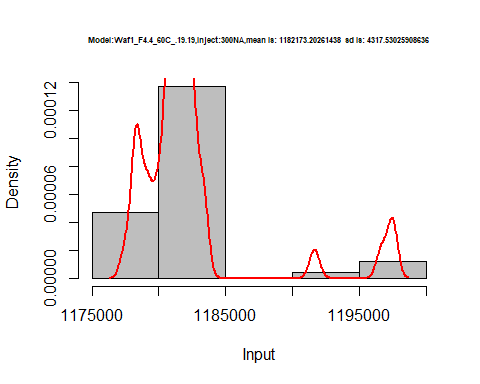 Model:Waf1_F4.4_60C_.19.19,Inject:300NA,mean is: 1182173.20261438 sd is: 4317.53025908636
Density
0.00012
0.00006
0.00000
1175000 1185000 1195000
Input